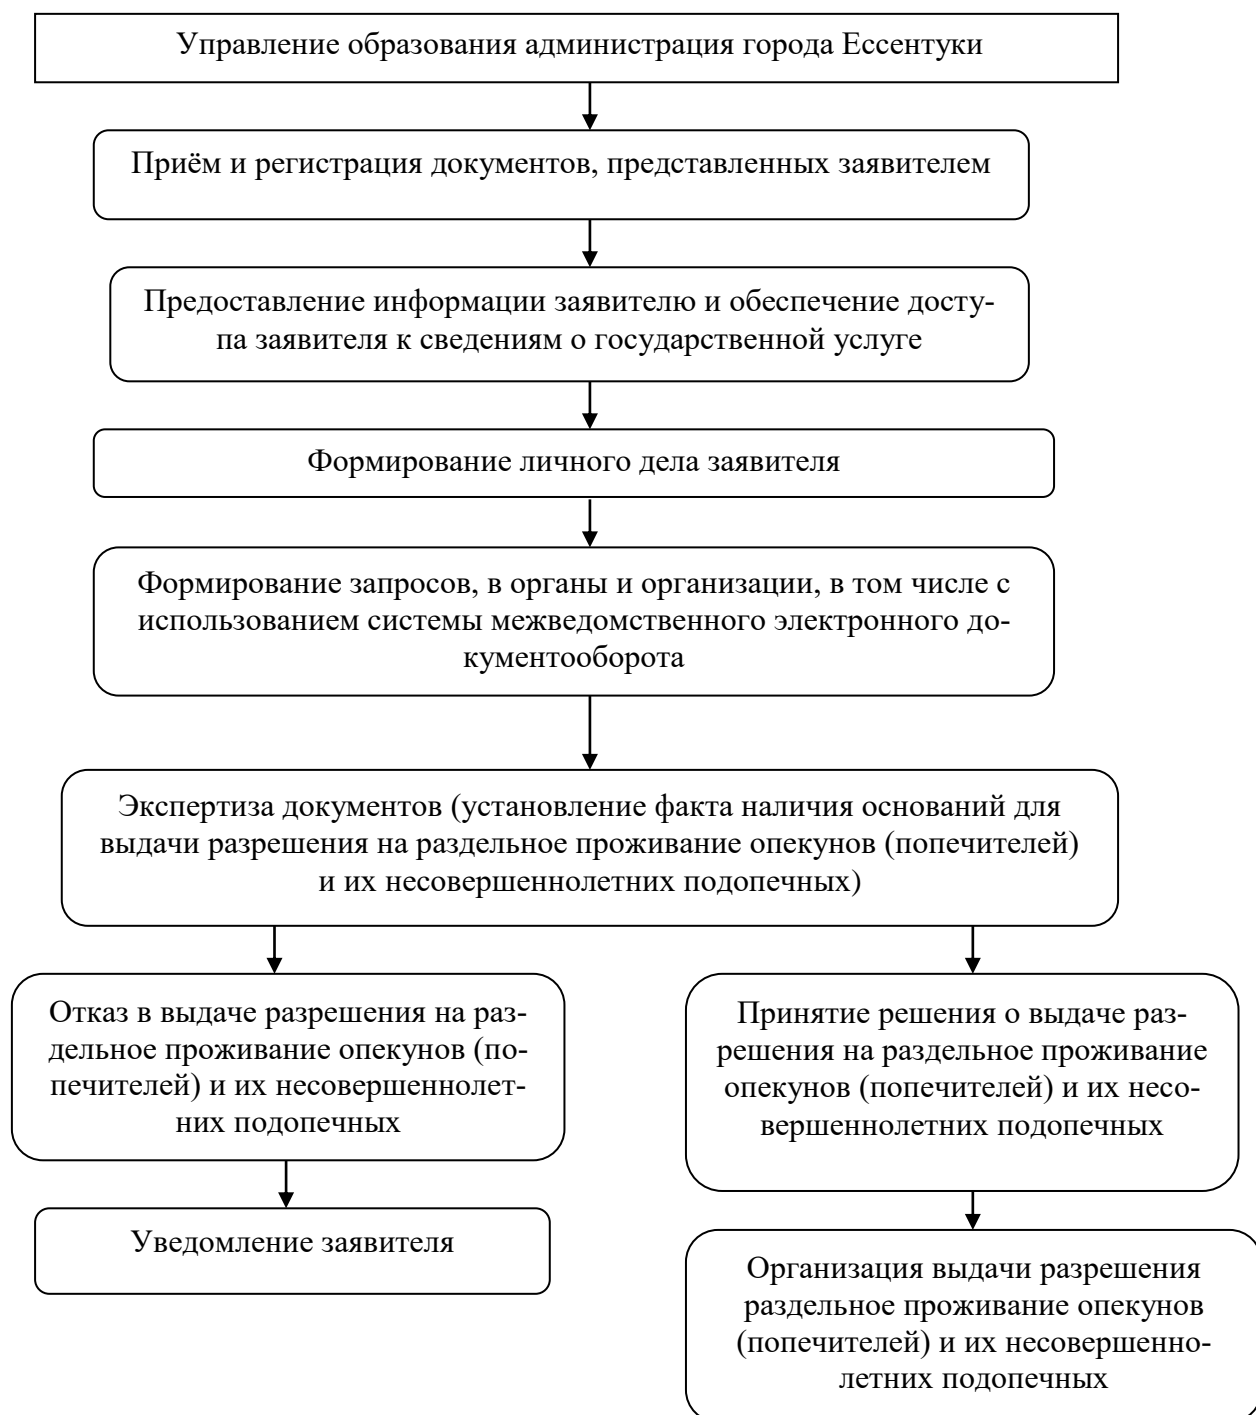 Управление образования администрация города Ессентуки
Приём и регистрация документов, представленных заявителем
Предоставление информации заявителю и обеспечение досту-
па заявителя к сведениям о государственной услуге
Формирование личного дела заявителя
Формирование запросов, в органы и организации, в том числе с
использованием системы межведомственного электронного до-
кументооборота
Экспертиза документов (установление факта наличия оснований для
выдачи разрешения на раздельное проживание опекунов (попечителей)
и их несовершеннолетних подопечных)
Отказ в выдаче разрешения на раз-
дельное проживание опекунов (по-
печителей) и их несовершеннолет-
них подопечных
Уведомление заявителя
Принятие решения о выдаче раз-
решения на раздельное проживание
опекунов (попечителей) и их несо-
вершеннолетних подопечных
Организация выдачи разрешения
раздельное проживание опекунов
(попечителей) и их несовершенно-
летних подопечных